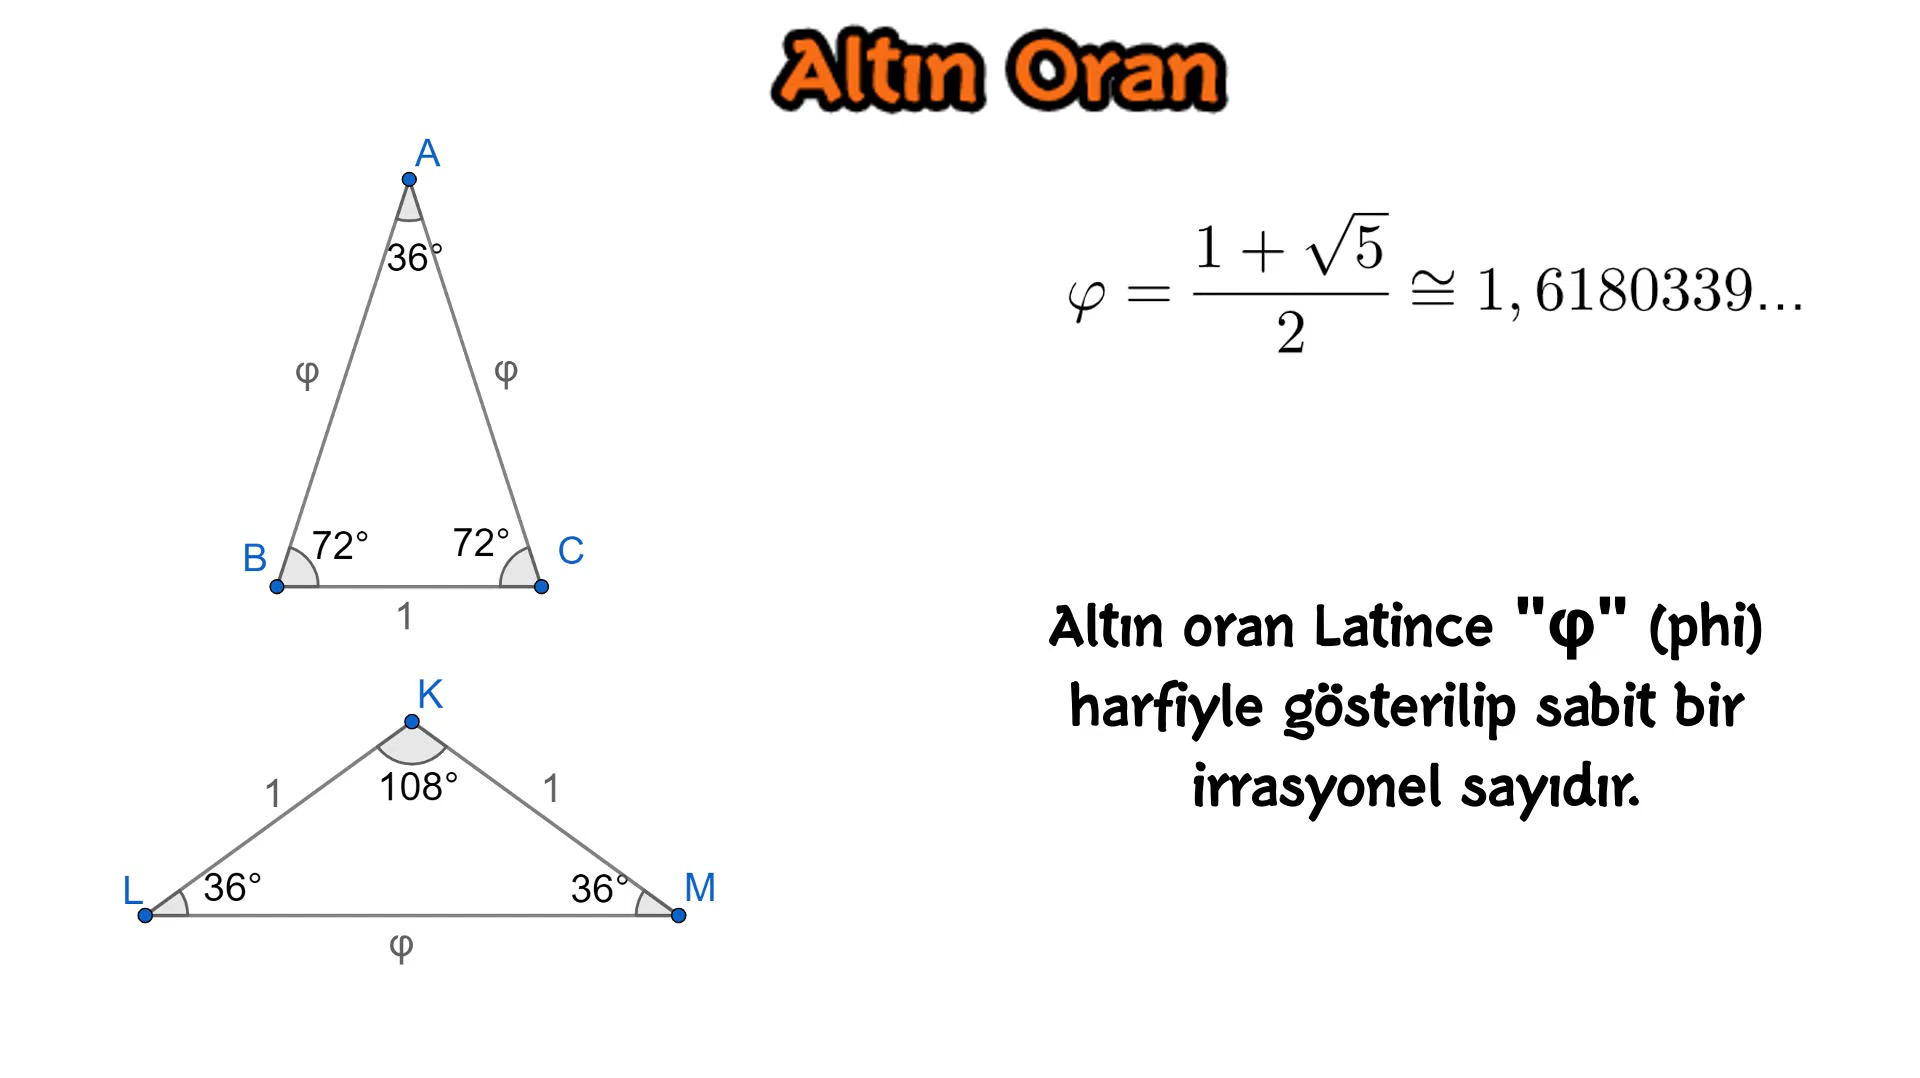 Altın Oran
A
36°
φ
φ
B
72°
72°
C
1
K
108°
1
1
L
36°
36°
M
φ
φ = (1 + √5)/2 ≅ 1,6180339...
Altın oran Latince "φ" (phi)
harfiyle gösterilip sabit bir
irrasyonel sayıdır.